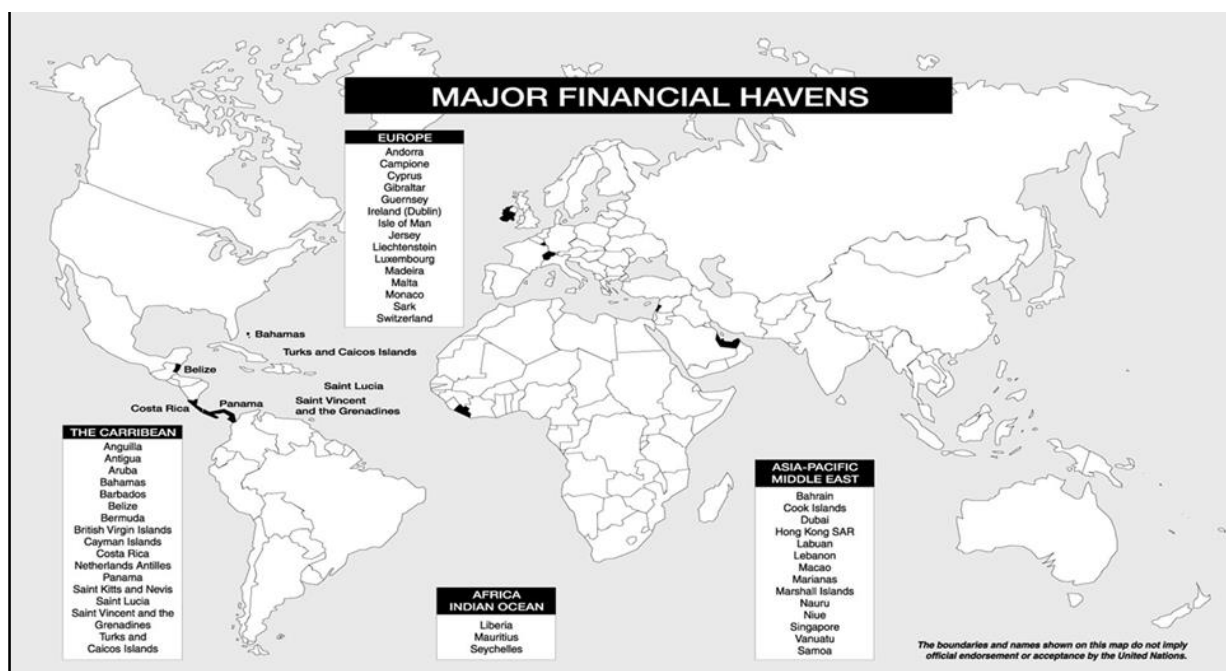 MAJOR FINANCIAL HAVENS
EUROPE
Andorra
Campione
Cyprus
Gibraltar
Guernsey
Ireland (Dublin)
Isle of Man
Jersey
Liechtenstein
Luxembourg
Madeira
Malta
Monaco
Sark
Switzerland
Bahamas
Turks and Caicos Islands
Belize
Saint Lucia
Costa Rica
Panama
Saint Vincent
and the Grenadines
THE CARRIBEAN
Anguilla
Antigua
Aruba
Bahamas
Barbados
Belize
Bermuda
British Virgin Islands
Cayman Islands
Costa Rica
Netherlands Antilles
Panama
Saint Kitts and Nevis
Saint Lucia
Saint Vincent and the
Grenadines
Turks and
Caicos Islands
AFRICA
INDIAN OCEAN
Liberia
Mauritius
Seychelles
ASIA-PACIFIC
MIDDLE EAST
Bahrain
Cook Islands
Dubai
Hong Kong SAR
Labuan
Lebanon
Macao
Marianas
Marshall Islands
Nauru
Niue
Singapore
Vanuatu
Samoa
The boundaries and names shown on this map do not imply
official endorsement or acceptance by the United Nations.